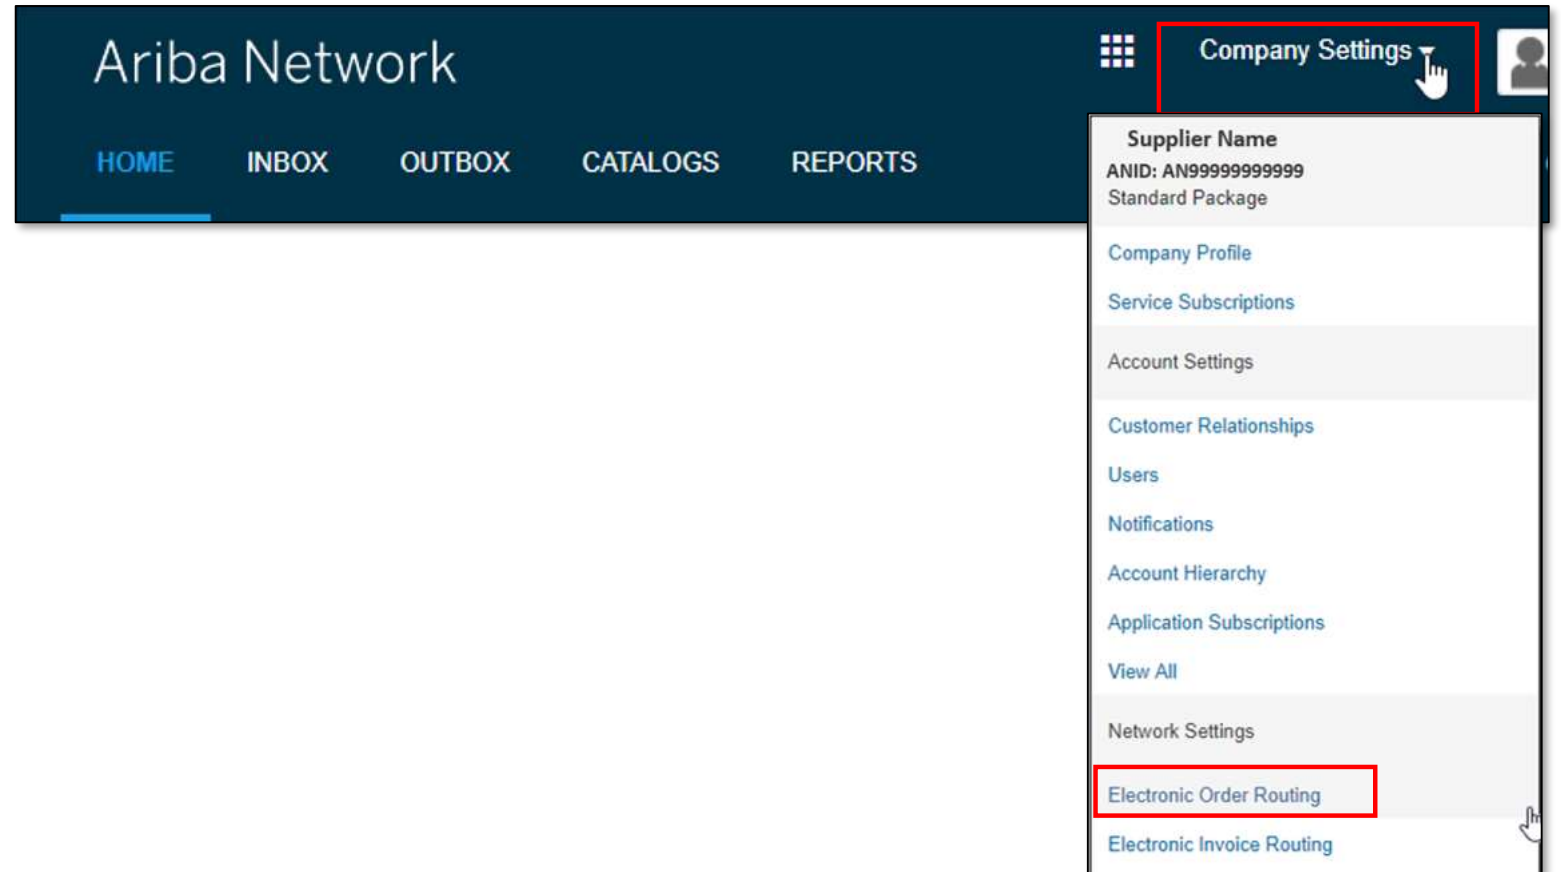 Ariba Network
Company Settings
HOME INBOX OUTBOX CATALOGS REPORTS
Supplier Name
ANID: AN99999999999
Standard Package
Company Profile
Service Subscriptions
Account Settings
Customer Relationships
Users
Notifications
Account Hierarchy
Application Subscriptions
View All
Network Settings
Electronic Order Routing
Electronic Invoice Routing